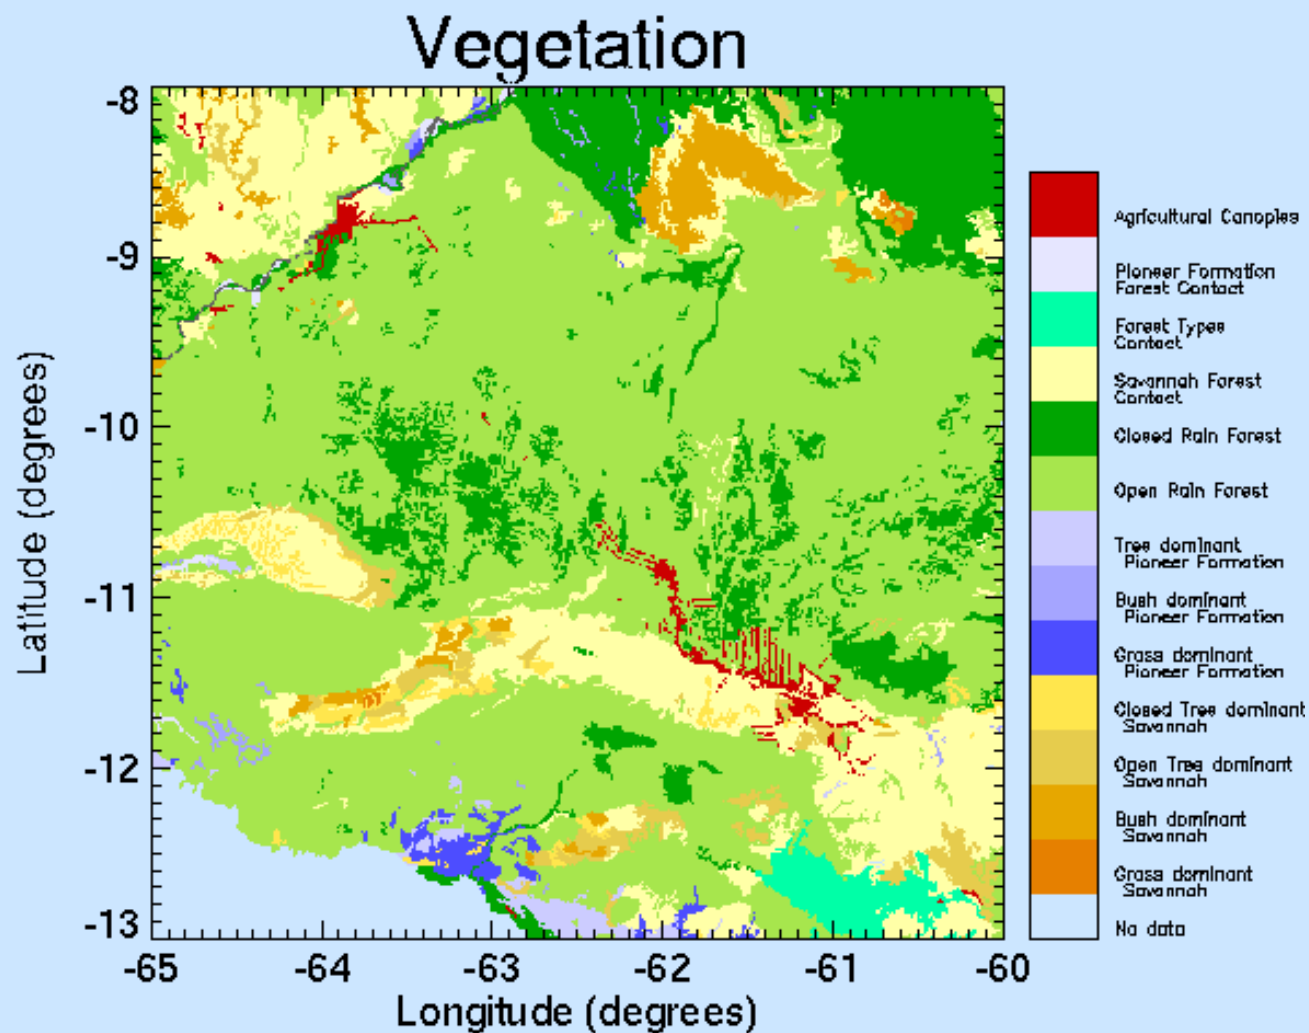 Vegetation
-8
-9
-10
-11
-12
-13
Latitude (degrees)
-65
-64
-63
-62
-61
-60
Longitude (degrees)
Agricultural Canopies
Pioneer Formation
Forest Contact
Forest Types
Contact
Savannah Forest
Contact
Closed Rain Forest
Open Rain Forest
Tree dominant
Pioneer Formation
Bush dominant
Pioneer Formation
Grass dominant
Pioneer Formation
Closed Tree dominant
Savannah
Open Tree dominant
Savannah
Bush dominant
Savannah
Grass dominant
Savannah
No data